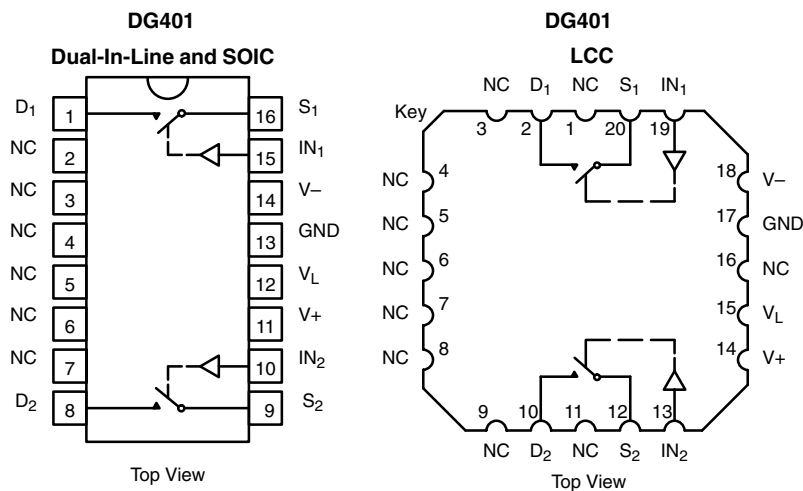 DG401
Dual-In-Line and SOIC
D1 1 16 S1
NC 2 15 IN1
NC 3 14 V–
NC 4 13 GND
NC 5 12 VL
NC 6 11 V+
NC 7 10 IN2
D2 8 9 S2
Top View
DG401
LCC
NC D1 NC S1 IN1
Key
3 2 1 20 19
NC 4 18 V–
NC 5 17 GND
NC 6 16 NC
NC 7 15 VL
NC 8 14 V+
9 10 11 12 13
NC D2 NC S2 IN2
Top View